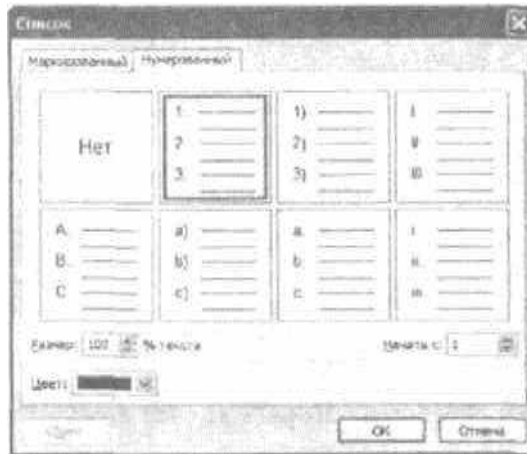 Список
Маркированный Нумерованный
Нет
1.
2.
3.
1)
2)
3)
I.
II.
III.
A.
B.
C.
a)
b)
c)
a.
b.
c.
i.
ii.
iii.
Размер: 100 % текста Начать с: 1
Цвет:
OK Отмена